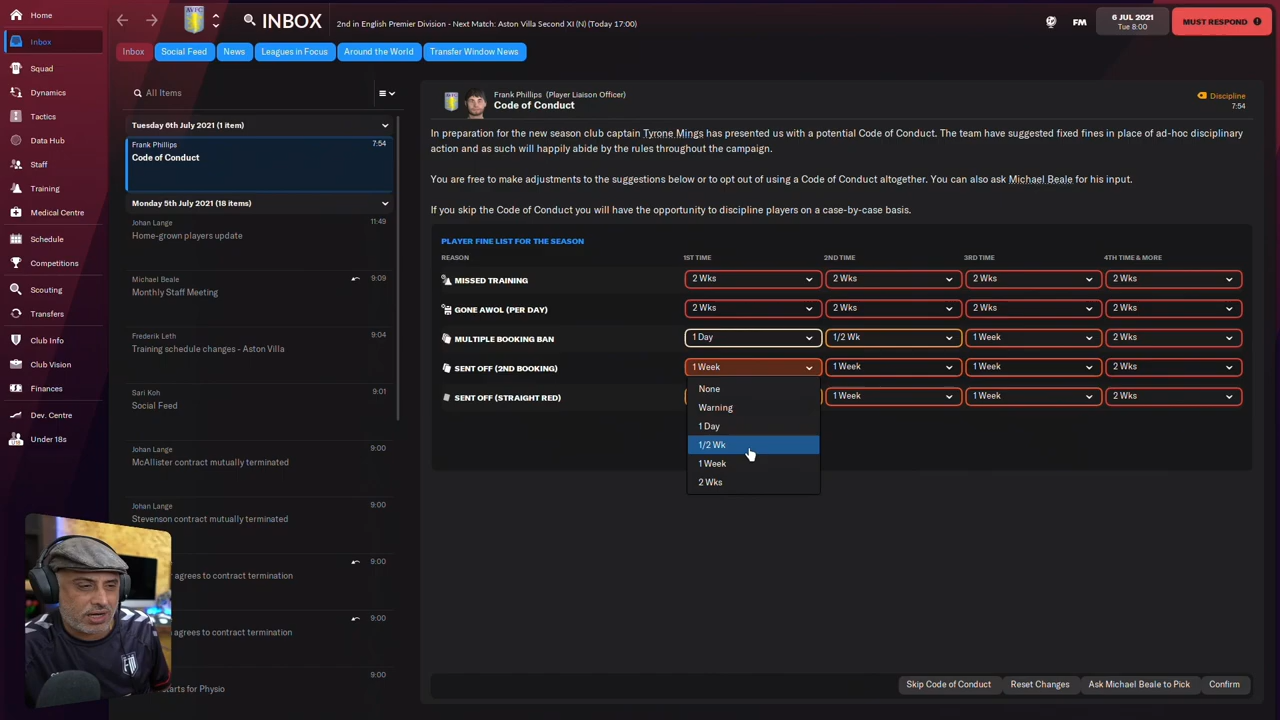 Home
Inbox
Squad
Dynamics
Tactics
Data Hub
Staff
Training
Medical Centre
Schedule
Competitions
Scouting
Transfers
Club Info
Club Vision
Finances
Dev. Centre
Under 18s
AVFC
INBOX
2nd in English Premier Division - Next Match: Aston Villa Second XI (N) (Today 17:00)
FM
6 JUL 2021
Tue 8:00
MUST RESPOND
Inbox
Social Feed
News
Leagues in Focus
Around the World
Transfer Window News
All Items
Tuesday 6th July 2021 (1 item)
Frank Phillips
7:54
Code of Conduct
Monday 5th July 2021 (18 items)
Johan Lange
11:49
Home-grown players update
Michael Beale
9:09
Monthly Staff Meeting
Frederik Leth
9:04
Training schedule changes - Aston Villa
Sari Koh
9:01
Social Feed
Johan Lange
9:00
McAllister contract mutually terminated
Johan Lange
9:00
Stevenson contract mutually terminated
9:00
agrees to contract termination
9:00
agrees to contract termination
9:00
starts for Physio
Frank Phillips (Player Liaison Officer)
Code of Conduct
Discipline
7:54
In preparation for the new season club captain Tyrone Mings has presented us with a potential Code of Conduct. The team have suggested fixed fines in place of ad-hoc disciplinary
action and as such will happily abide by the rules throughout the campaign.
You are free to make adjustments to the suggestions below or to opt out of using a Code of Conduct altogether. You can also ask Michael Beale for his input.
If you skip the Code of Conduct you will have the opportunity to discipline players on a case-by-case basis.
PLAYER FINE LIST FOR THE SEASON
REASON 1ST TIME 2ND TIME 3RD TIME 4TH TIME & MORE
MISSED TRAINING 2 Wks 2 Wks 2 Wks 2 Wks
GONE AWOL (PER DAY) 2 Wks 2 Wks 2 Wks 2 Wks
MULTIPLE BOOKING BAN 1 Day 1/2 Wk 1 Week 2 Wks
SENT OFF (2ND BOOKING) 1 Week 1 Week 1 Week 2 Wks
SENT OFF (STRAIGHT RED) 1 Week 1 Week 2 Wks
None
Warning
1 Day
1/2 Wk
1 Week
2 Wks
Skip Code of Conduct
Reset Changes
Ask Michael Beale to Pick
Confirm